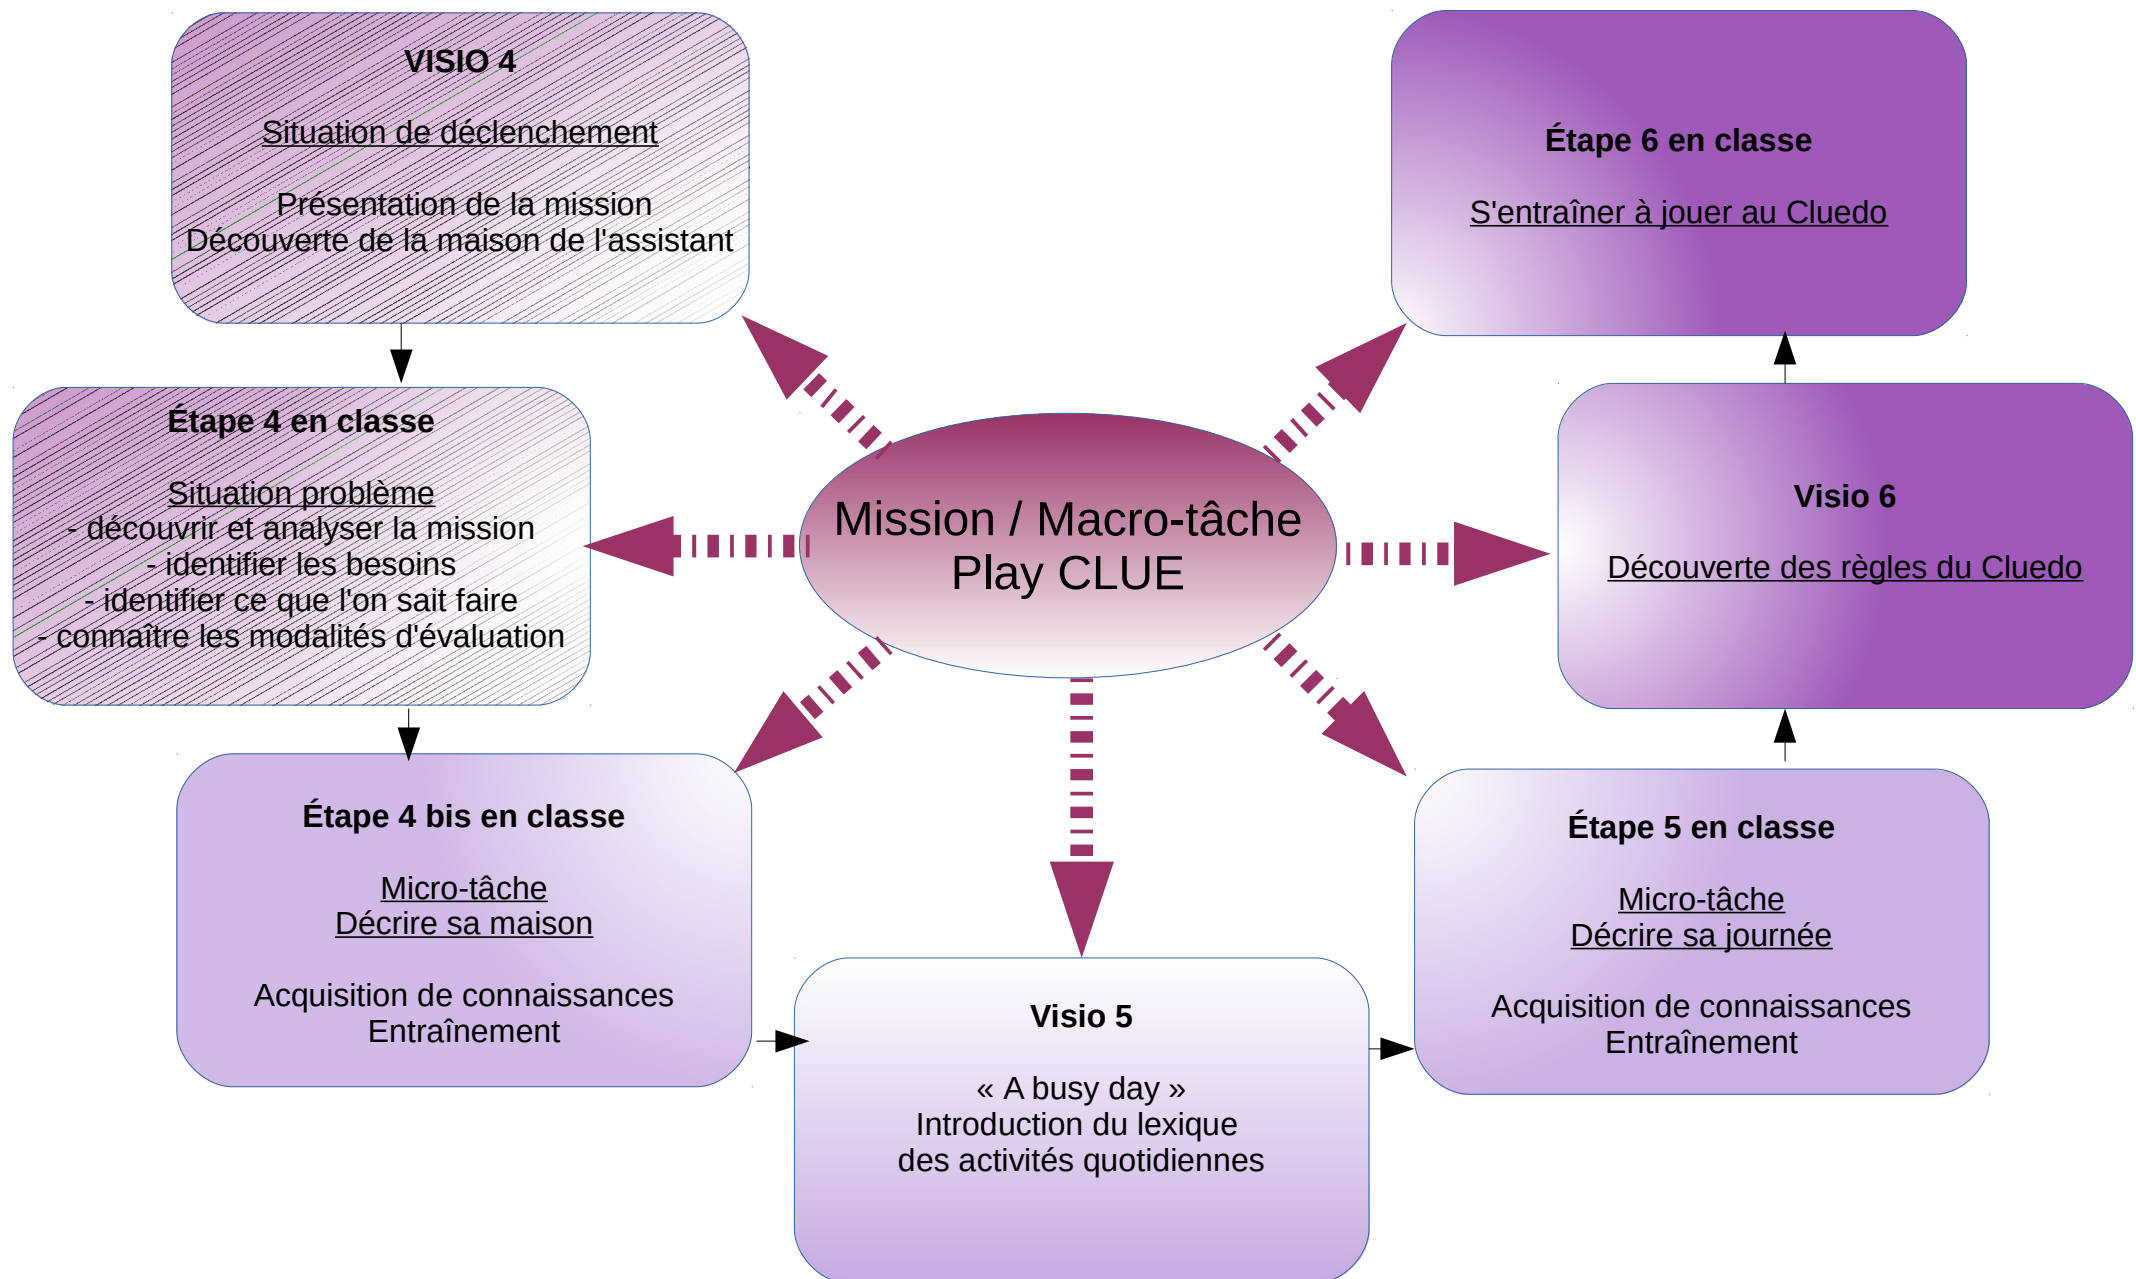 VISIO 4
Situation de déclenchement
Présentation de la mission
Découverte de la maison de l'assistant
Étape 4 en classe
Situation problème
- découvrir et analyser la mission
- identifier les besoins
- identifier ce que l'on sait faire
- connaître les modalités d'évaluation
Étape 4 bis en classe
Micro-tâche
Décrire sa maison
Acquisition de connaissances
Entraînement
Mission / Macro-tâche
Play CLUE
Visio 5
« A busy day »
Introduction du lexique
des activités quotidiennes
Étape 5 en classe
Micro-tâche
Décrire sa journée
Acquisition de connaissances
Entraînement
Visio 6
Découverte des règles du Cluedo
Étape 6 en classe
S'entraîner à jouer au Cluedo